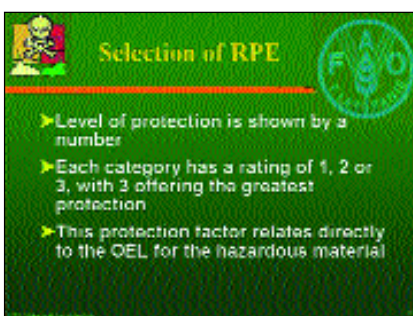 Selection of RPE
FAO
➤Level of protection is shown by a
number
➤Each category has a rating of 1, 2 or
3, with 3 offering the greatest
protection
➤This protection factor relates directly
to the OEL for the hazardous material